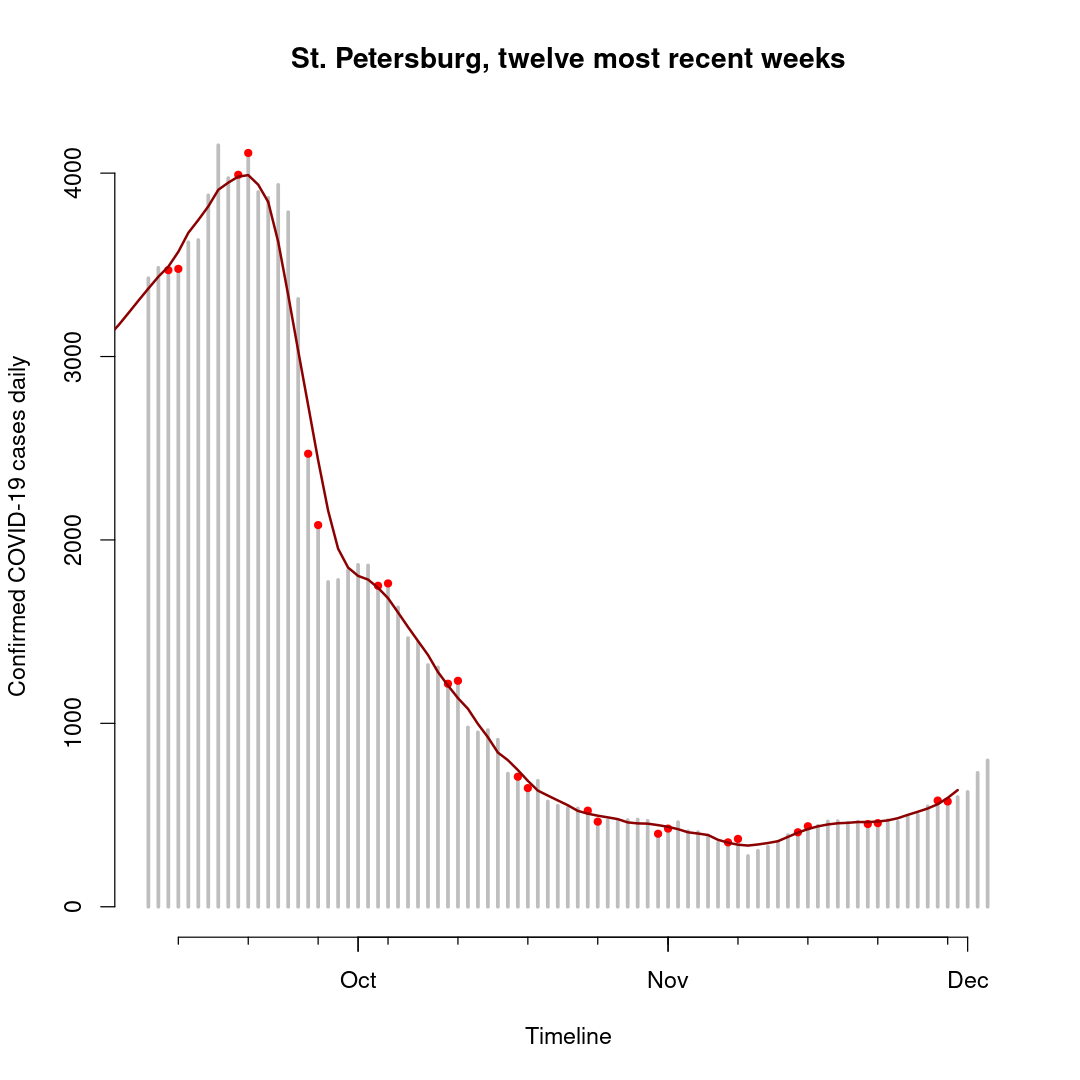 St. Petersburg, twelve most recent weeks
Confirmed COVID-19 cases daily
4000
3000
2000
1000
0
Oct Nov Dec
Timeline